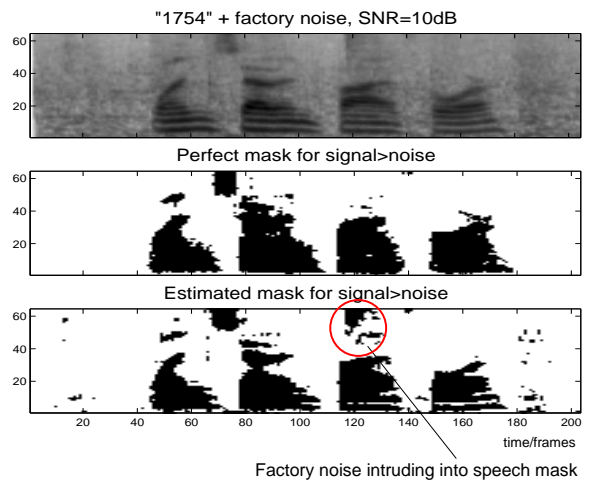 "1754" + factory noise, SNR=10dB
60
40
20
Perfect mask for signal>noise
60
40
20
Estimated mask for signal>noise
60
40
20
20 40 60 80 100 120 140 160 180 200
time/frames
Factory noise intruding into speech mask